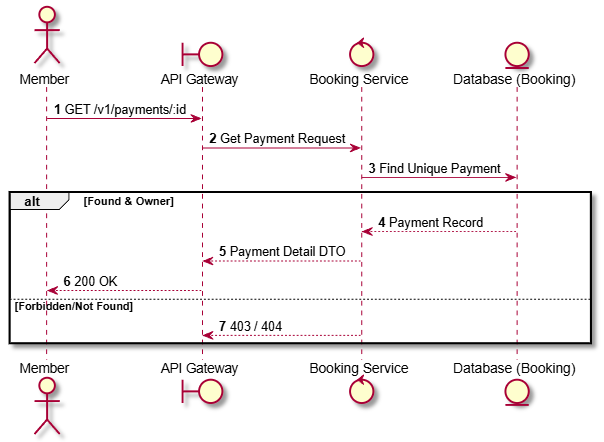 Member API Gateway Booking Service Database (Booking)
1 GET /v1/payments/:id
2 Get Payment Request
3 Find Unique Payment
alt [Found & Owner]
4 Payment Record
5 Payment Detail DTO
6 200 OK
[Forbidden/Not Found]
7 403 / 404
Member API Gateway Booking Service Database (Booking)